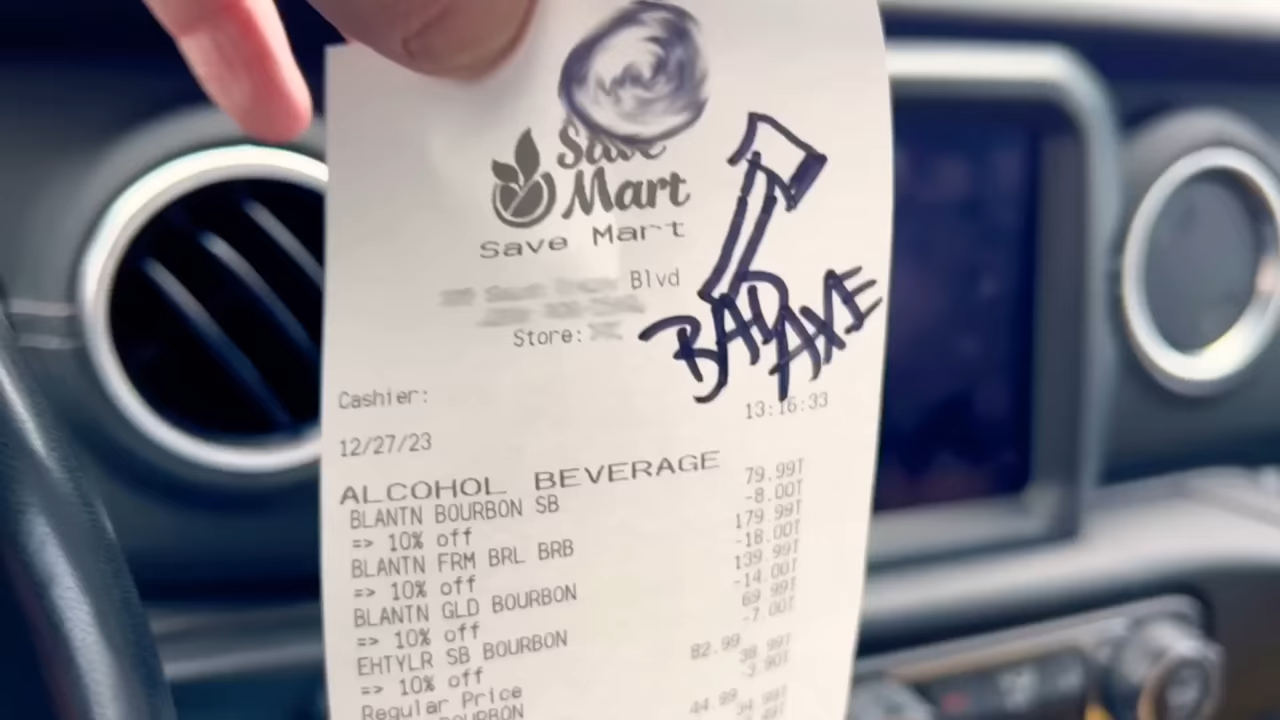 Save
Mart
Save Mart
Blvd
Store:
BAD
AXE
Cashier:
13:16:33
12/27/23
ALCOHOL BEVERAGE
BLANTN BOURBON SB 79.99T
=> 10% off -8.00T
BLANTN FRM BRL BRB 179.99T
=> 10% off -18.00T
BLANTN GLD BOURBON 139.99T
=> 10% off -14.00T
EHTYLR SB BOURBON 69.99T
=> 10% off -7.00T
Regular Price 82.99
38.99T
-3.90T
BOURBON
44.99
34.99T